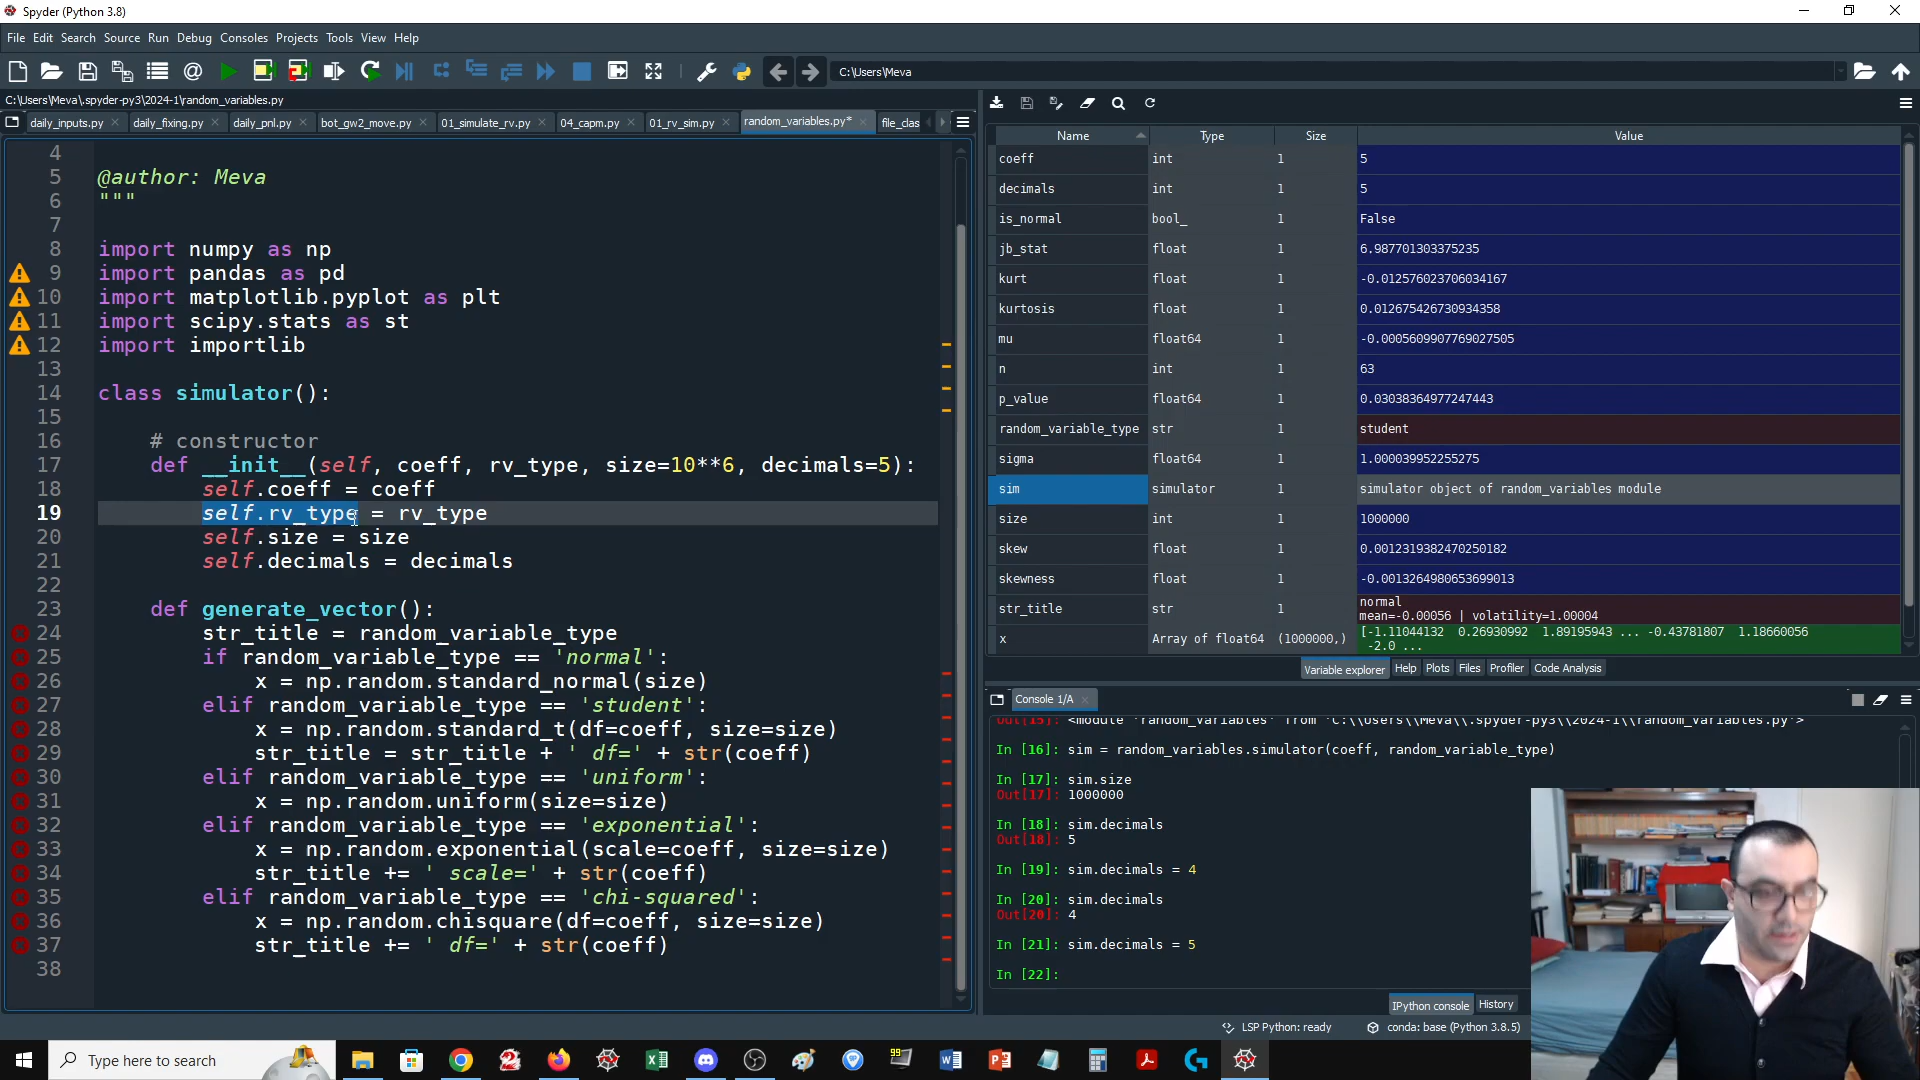 Spyder (Python 3.8)
File Edit Search Source Run Debug Consoles Projects Tools View Help
C:\Users\Meva
C:\Users\Meva\.spyder-py3\2024-1\random_variables.py
daily_inputs.py daily_fixing.py daily_pnl.py bot_gw2_move.py 01_simulate_rv.py 04_capm.py 01_rv_sim.py random_variables.py* file_clas
4
5 @author: Meva
6 """
7
8 import numpy as np
9 import pandas as pd
10 import matplotlib.pyplot as plt
11 import scipy.stats as st
12 import importlib
13
14 class simulator():
15
16 # constructor
17 def __init__(self, coeff, rv_type, size=10**6, decimals=5):
18 self.coeff = coeff
19 self.rv_type = rv_type
20 self.size = size
21 self.decimals = decimals
22
23 def generate_vector():
24 str_title = random_variable_type
25 if random_variable_type == 'normal':
26 x = np.random.standard_normal(size)
27 elif random_variable_type == 'student':
28 x = np.random.standard_t(df=coeff, size=size)
29 str_title = str_title + ' df=' + str(coeff)
30 elif random_variable_type == 'uniform':
31 x = np.random.uniform(size=size)
32 elif random_variable_type == 'exponential':
33 x = np.random.exponential(scale=coeff, size=size)
34 str_title += ' scale=' + str(coeff)
35 elif random_variable_type == 'chi-squared':
36 x = np.random.chisquare(df=coeff, size=size)
37 str_title += ' df=' + str(coeff)
38
Name Type Size Value
coeff int 1 5
decimals int 1 5
is_normal bool_ 1 False
jb_stat float 1 6.987701303375235
kurt float 1 -0.012576023706034167
kurtosis float 1 0.012675426730934358
mu float64 1 -0.0005609907769027505
n int 1 63
p_value float64 1 0.03038364977247443
random_variable_type str 1 student
sigma float64 1 1.000039952255275
sim simulator 1 simulator object of random_variables module
size int 1 1000000
skew float 1 0.0012319382470250182
skewness float 1 -0.0013264980653699013
str_title str 1 normal
mean=-0.00056 | volatility=1.00004
x Array of float64 (1000000,) [-1.11044132 0.26930992 1.89195943 ... -0.43781807 1.18660056
-2.0 ...
Variable explorer Help Plots Files Profiler Code Analysis
Console 1/A
Out[15]: <module 'random_variables' from 'C:\\Users\\Meva\\.spyder-py3\\2024-1\\random_variables.py'>
In [16]: sim = random_variables.simulator(coeff, random_variable_type)
In [17]: sim.size
Out[17]: 1000000
In [18]: sim.decimals
Out[18]: 5
In [19]: sim.decimals = 4
In [20]: sim.decimals
Out[20]: 4
In [21]: sim.decimals = 5
In [22]:
IPython console History
LSP Python: ready conda: base (Python 3.8.5)
Type here to search
99